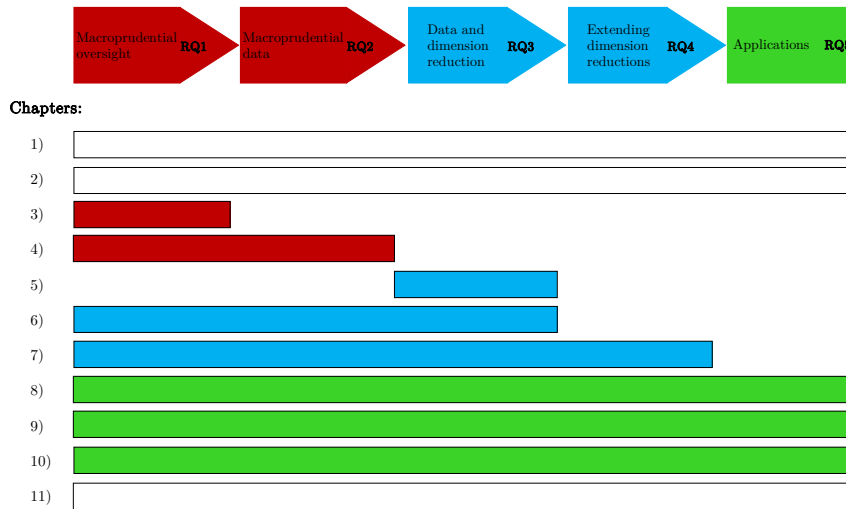 Macroprudential
oversight
RQ1
Macroprudential
data
RQ2
Data and
dimension
reduction
RQ3
Extending
dimension
reductions
RQ4
Applications
Chapters:
1)
2)
3)
4)
5)
6)
7)
8)
9)
10)
11)